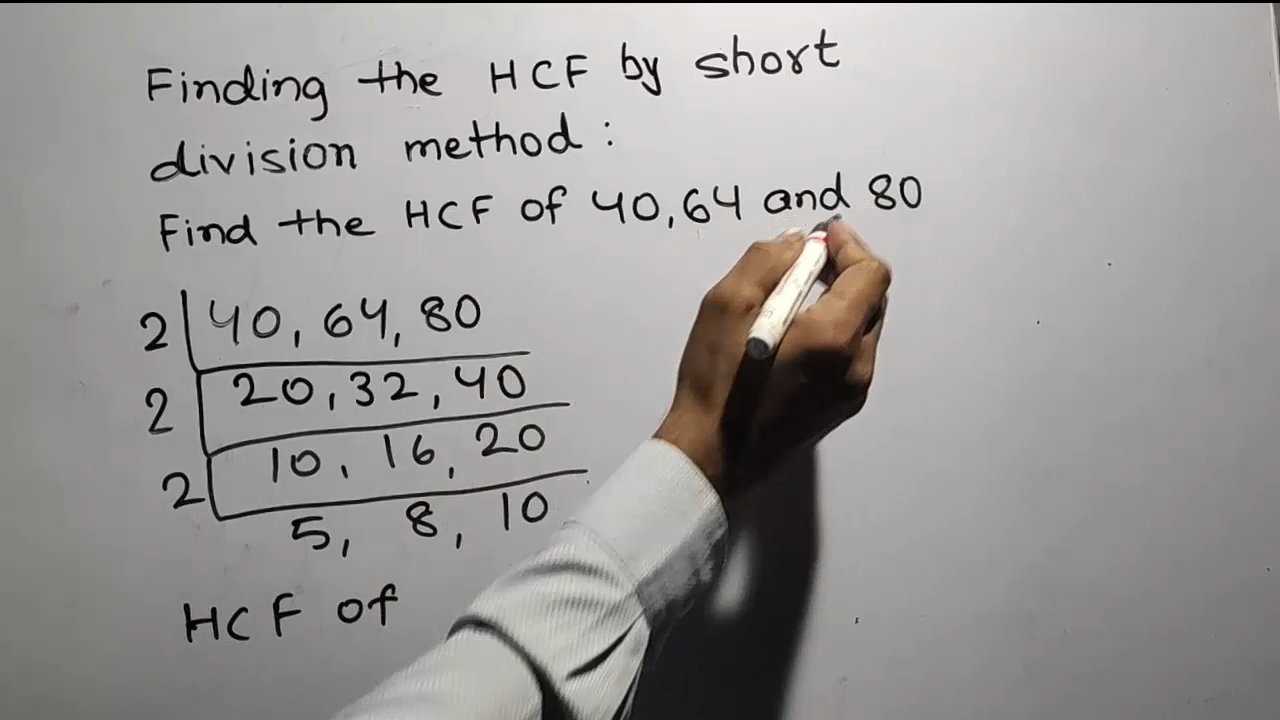 Finding the HCF by short
division method:
Find the HCF of 40,64 and 80
2 40, 64, 80
2 20, 32, 40
2 10, 16, 20
5, 8, 10
HCF of